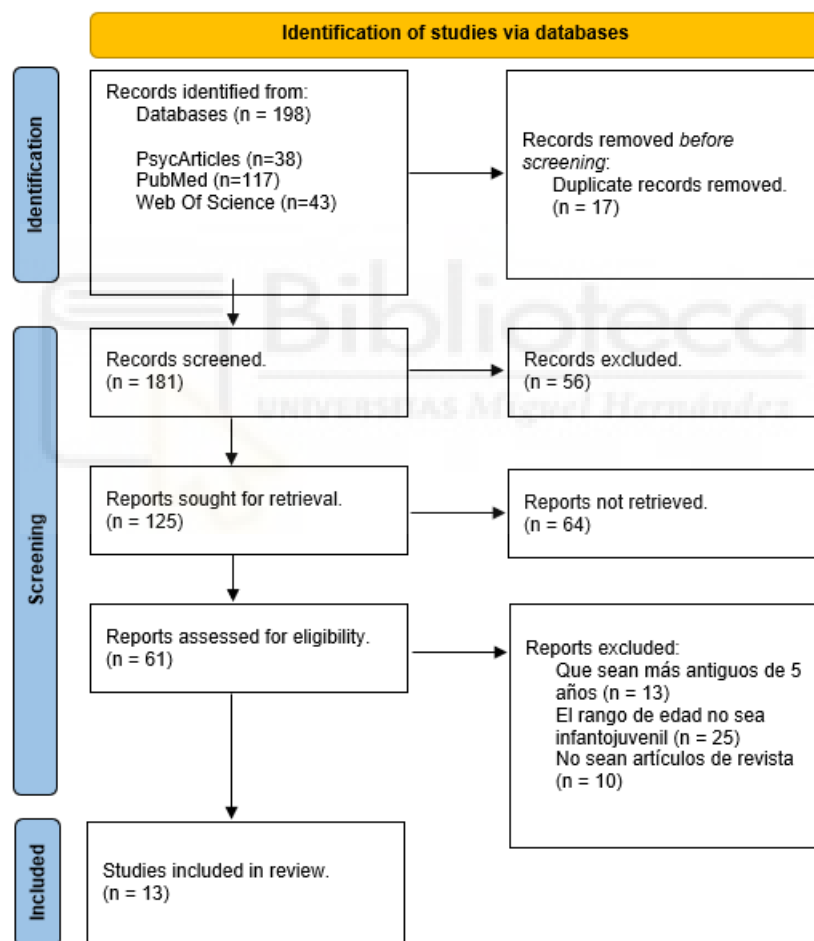 Identification of studies via databases
Identification
Records identified from:
Databases (n = 198)
PsycArticles (n=38)
PubMed (n=117)
Web Of Science (n=43)
Records removed before
screening:
Duplicate records removed.
(n = 17)
Screening
Records screened.
(n = 181)
Records excluded.
(n = 56)
Biblioteca
UNIVERSITAS Miguel Hernández
Reports sought for retrieval.
(n = 125)
Reports not retrieved.
(n = 64)
Reports assessed for eligibility.
(n = 61)
Reports excluded:
Que sean más antiguos de 5
años (n = 13)
El rango de edad no sea
infantojuvenil (n = 25)
No sean artículos de revista
(n = 10)
Included
Studies included in review.
(n = 13)